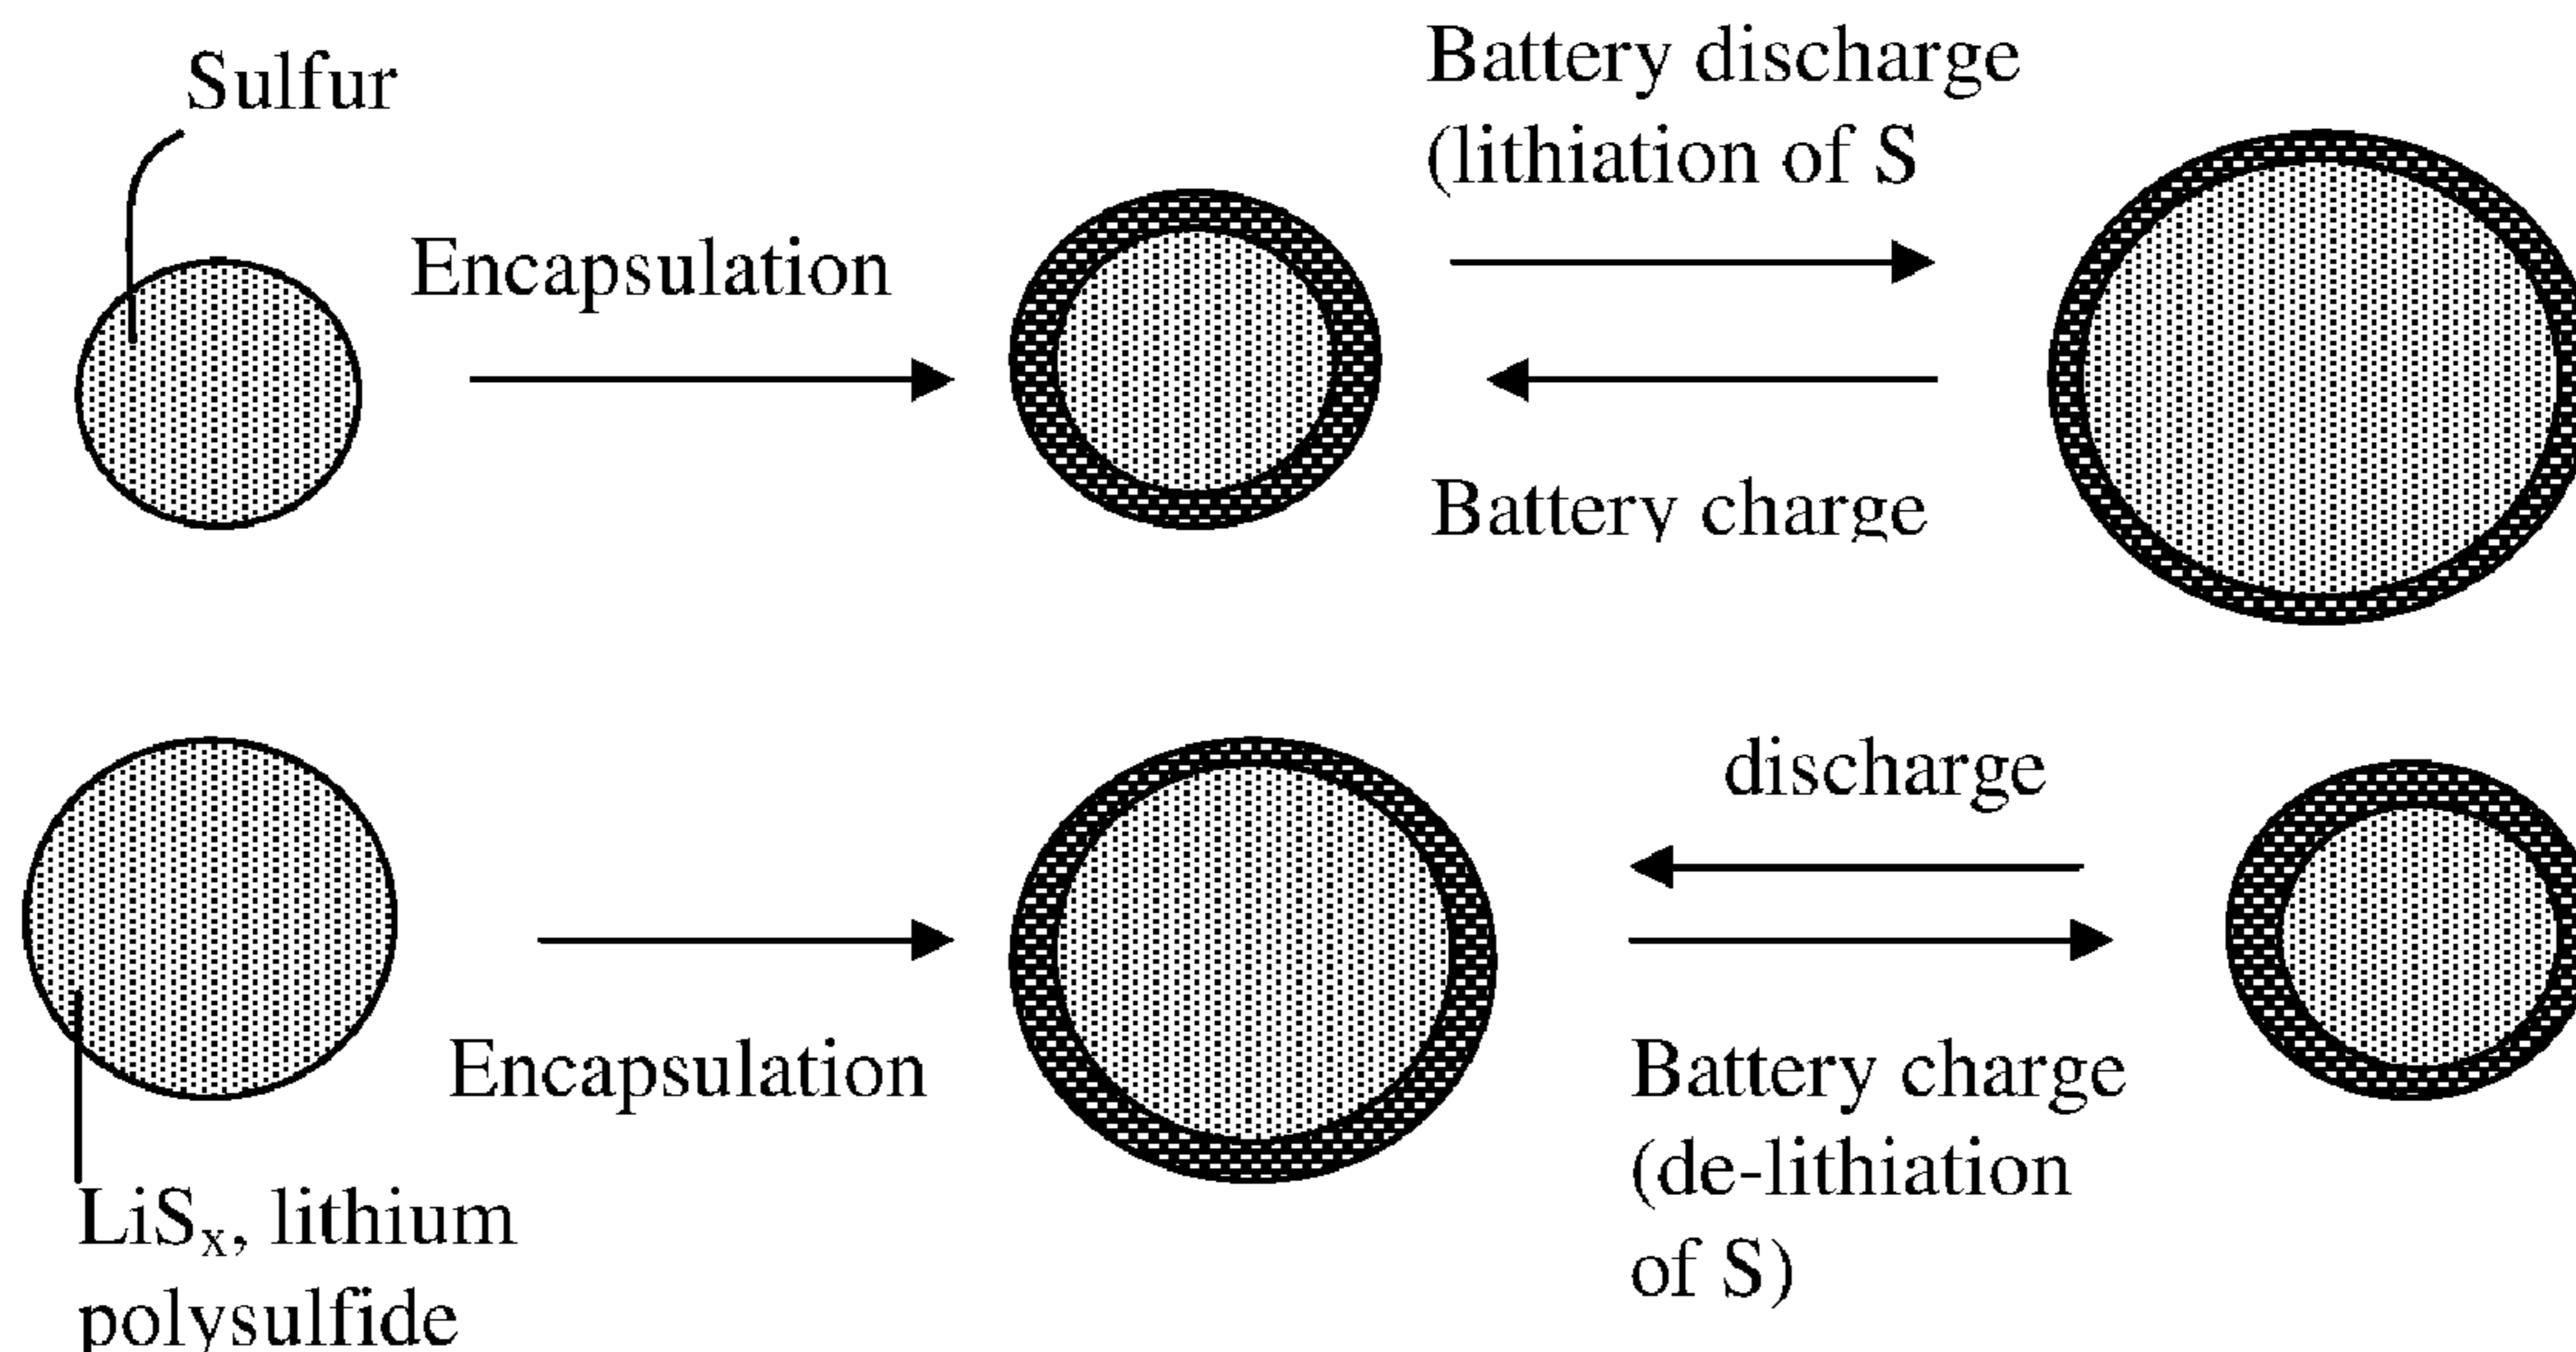 Sulfur
Encapsulation
Battery discharge
(lithiation of S
Battery charge
LiSₓ, lithium
polysulfide
Encapsulation
discharge
Battery charge
(de-lithiation
of S)